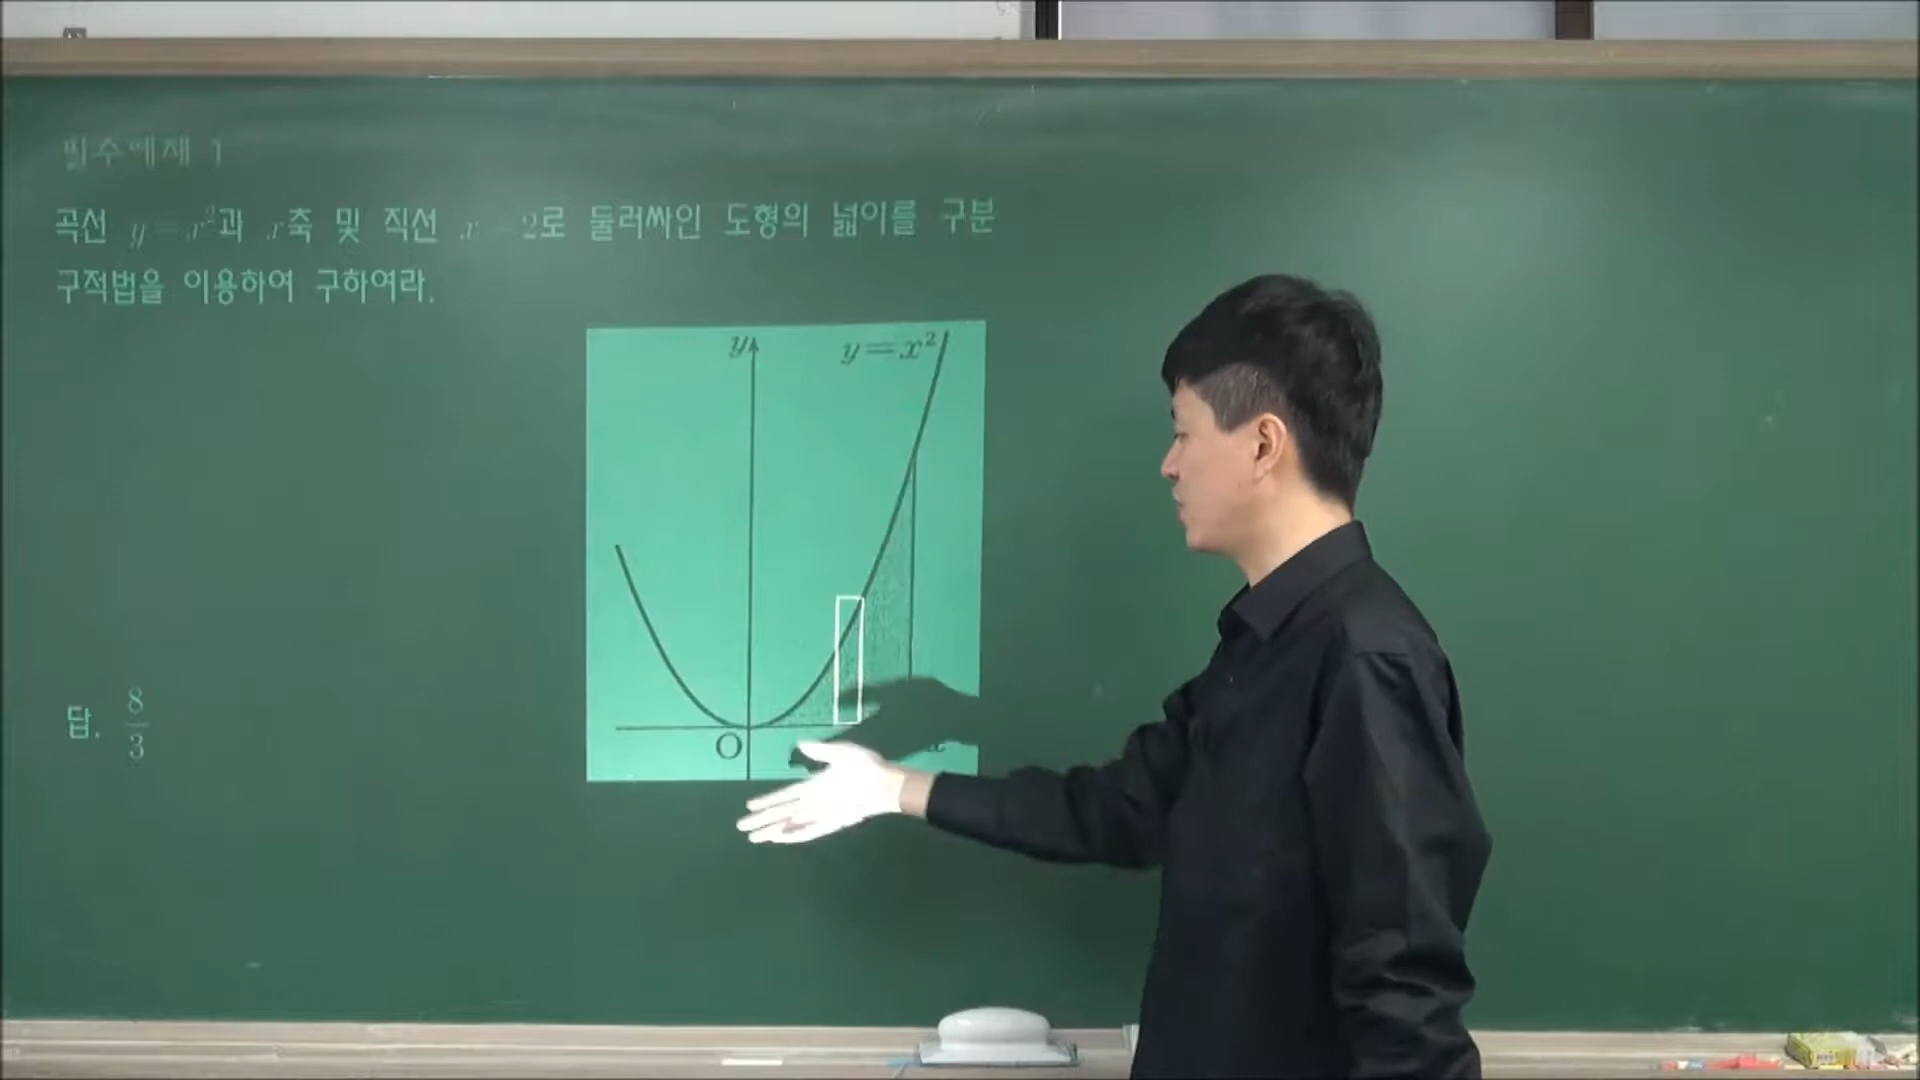 필수예제 1
곡선 y = x²과 x축 및 직선 x = 2로 둘러싸인 도형의 넓이를 구분
구적법을 이용하여 구하여라.
y
y=x²
O
x
답. 8/3